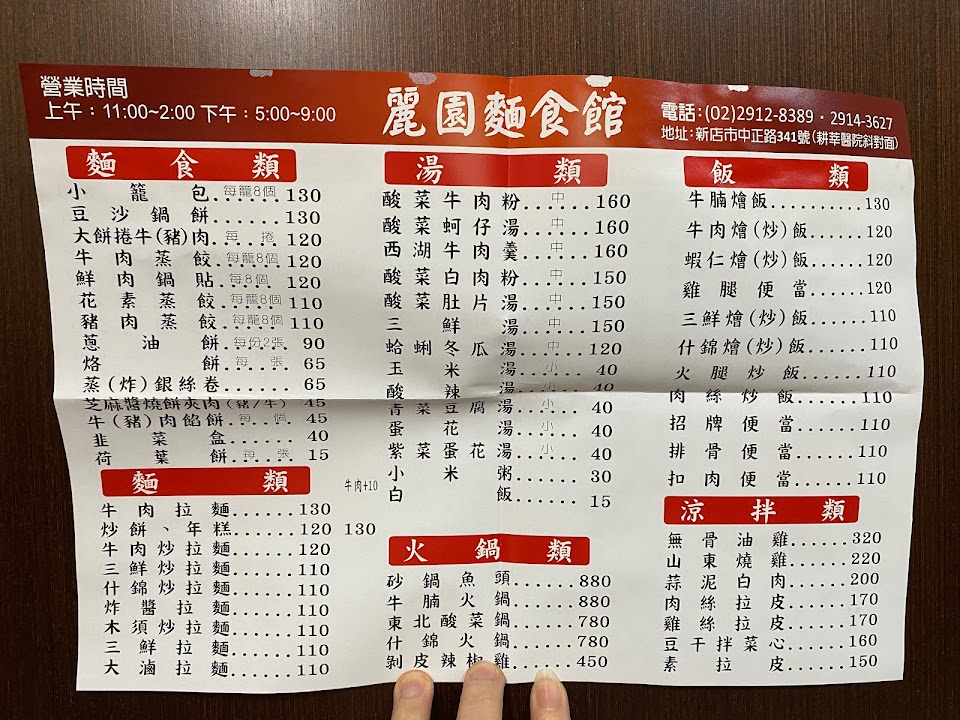 營業時間
上午：11:00~2:00 下午：5:00~9:00
麗園麵食館
電話：(02)2912-8389・2914-3627
地址：新店市中正路341號(耕莘醫院斜對面)
麵食類
小籠包 每籠8個 130
豆沙鍋餅 130
大餅捲牛(豬)肉 每捲 120
牛肉蒸餃 每籠8個 120
鮮肉鍋貼 每8個 120
花素蒸餃 每籠8個 110
豬肉蒸餃 每籠8個 110
蔥油餅 每份2張 90
烙餅 每張 65
蒸(炸)銀絲卷 65
芝麻醬燒餅夾肉(豬/牛) 45
牛(豬)肉餡餅 每個 45
韭菜盒 40
荷葉餅 每張 15
麵類
牛肉+10
牛肉拉麵 130
炒餅、年糕 120 130
牛肉炒拉麵 120
三鮮炒拉麵 110
什錦炒拉麵 110
炸醬拉麵 110
木須炒拉麵 110
三鮮拉麵 110
大滷拉麵 110
湯類
酸菜牛肉粉 中 160
酸菜蚵仔湯 中 160
西湖牛肉羹 中 160
酸菜白肉粉 中 150
酸菜肚片湯 中 150
三鮮湯 中 150
蛤蜊冬瓜湯 中 120
玉米湯 小 40
酸辣湯 小 40
青菜豆腐湯 小 40
蛋花湯 小 40
紫菜蛋花湯 小 40
小米粥 30
白飯 15
火鍋類
砂鍋魚頭 880
牛腩火鍋 880
東北酸菜鍋 780
什錦火鍋 780
剝皮辣椒雞 450
飯類
牛腩燴飯 130
牛肉燴(炒)飯 120
蝦仁燴(炒)飯 120
雞腿便當 120
三鮮燴(炒)飯 110
什錦燴(炒)飯 110
火腿炒飯 110
肉絲炒飯 110
招牌便當 110
排骨便當 110
扣肉便當 110
涼拌類
無骨油雞 320
山東燒雞 220
蒜泥白肉 200
肉絲拉皮 170
雞絲拉皮 170
豆干拌菜心 160
素拉皮 150